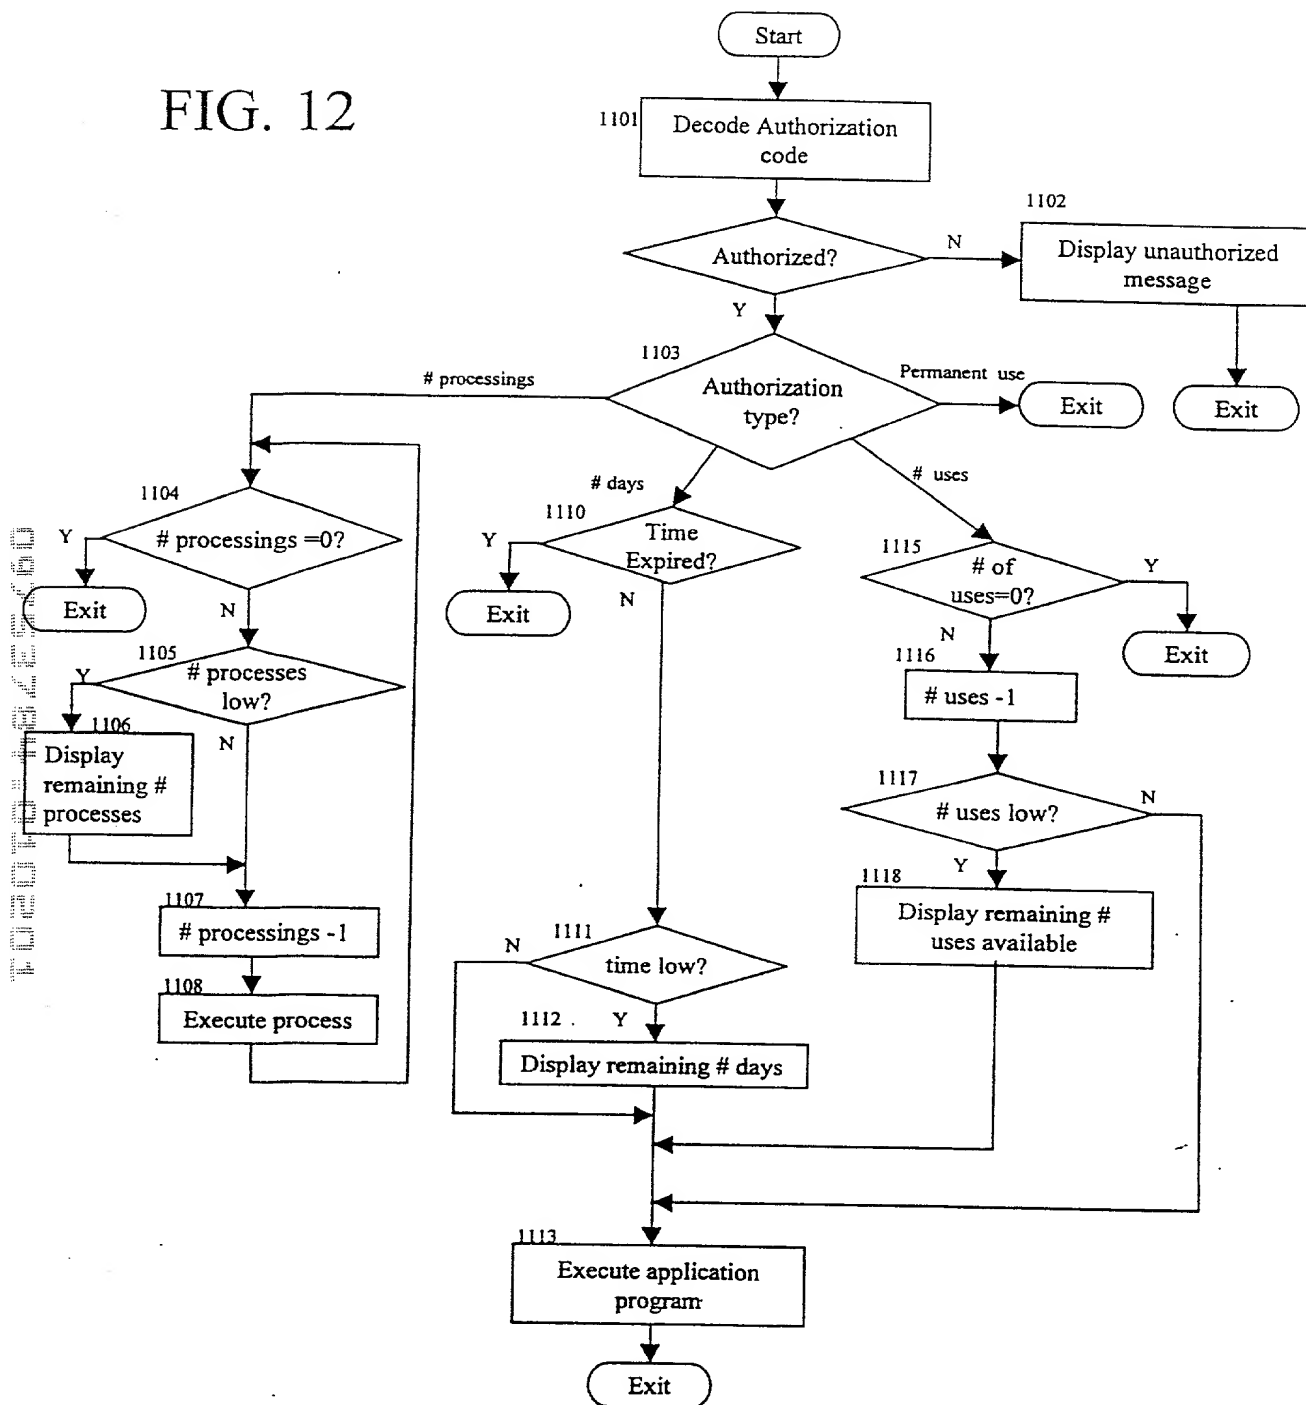 FIG. 12
Start
1101
Decode Authorization
code
1102
Authorized?
N
Display unauthorized
message
Y
1103
# processings
Authorization
type?
Permanent use
Exit
Exit
# days
# uses
1104
Y
# processings =0?
Exit
N
1110
Y
Time
Expired?
Exit
N
1115
# of
uses=0?
Y
Exit
N
1105
Y
# processes
low?
N
1106
Display
remaining #
processes
1116
# uses -1
1117
# uses low?
N
Y
1118
Display remaining #
uses available
1107
# processings -1
1108
Execute process
1111
N
time low?
Y
1112
Display remaining # days
1113
Execute application
program
Exit